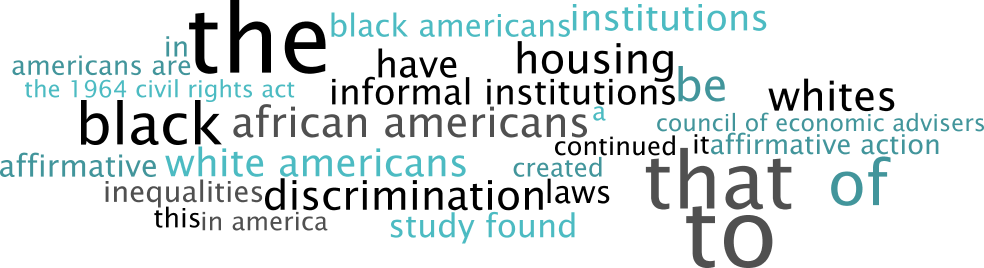 the
black americans
institutions
in
americans are
have
housing
the 1964 civil rights act
informal institutions
be
whites
black
african americans
a
council of economic advisers
continued
it
affirmative action
affirmative
white americans
created
that
of
inequalities
discrimination
laws
this
in america
study found
to